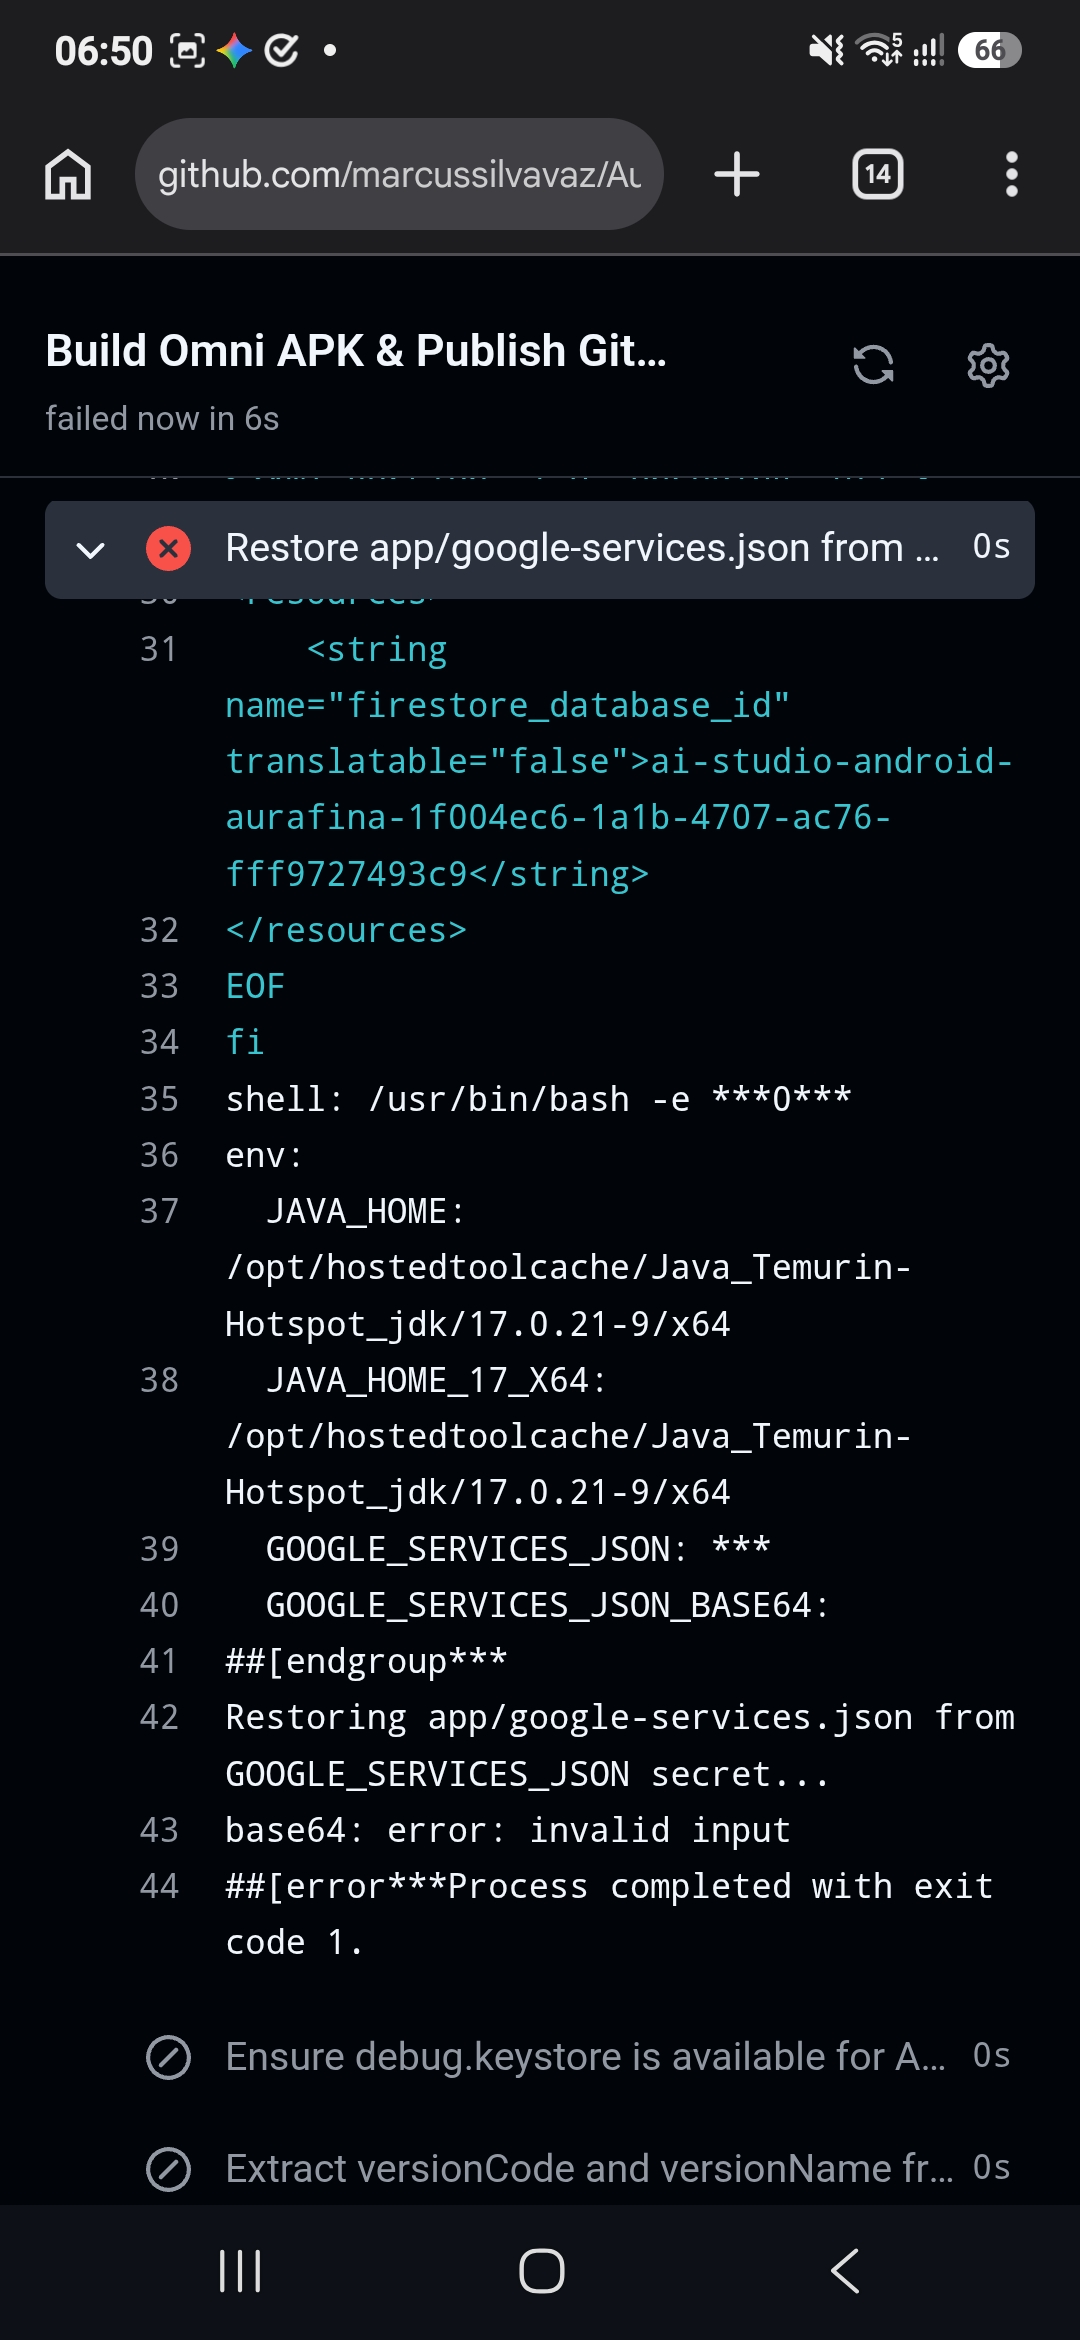 06:50
5
66
github.com/marcussilvavaz/Au
14
Build Omni APK & Publish Git...
failed now in 6s
Restore app/google-services.json from ... 0s
30 <resources>
31 <string
name="firestore_database_id"
translatable="false">ai-studio-android-
aurafina-1f004ec6-1a1b-4707-ac76-
fff9727493c9</string>
32 </resources>
33 EOF
34 fi
35 shell: /usr/bin/bash -e ***0***
36 env:
37 JAVA_HOME:
/opt/hostedtoolcache/Java_Temurin-
Hotspot_jdk/17.0.21-9/x64
38 JAVA_HOME_17_X64:
/opt/hostedtoolcache/Java_Temurin-
Hotspot_jdk/17.0.21-9/x64
39 GOOGLE_SERVICES_JSON: ***
40 GOOGLE_SERVICES_JSON_BASE64:
41 ##[endgroup***
42 Restoring app/google-services.json from
GOOGLE_SERVICES_JSON secret...
43 base64: error: invalid input
44 ##[error***Process completed with exit
code 1.
Ensure debug.keystore is available for A... 0s
Extract versionCode and versionName fr... 0s